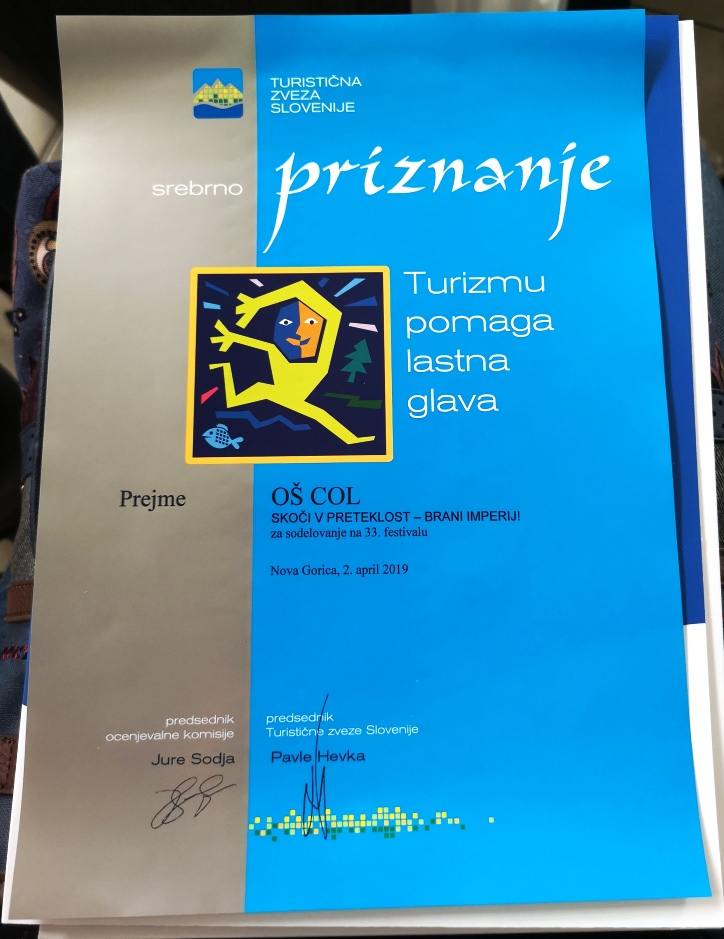 TURISTIČNA
ZVEZA
SLOVENIJE
srebrno priznanje
Turizmu
pomaga
lastna
glava
Prejme OŠ COL
SKOČI V PRETEKLOST – BRANI IMPERIJ!
za sodelovanje na 33. festivalu
Nova Gorica, 2. april 2019
predsednik
ocenjevalne komisije
Jure Sodja
predsednik
Turistične zveze Slovenije
Pavle Hevka